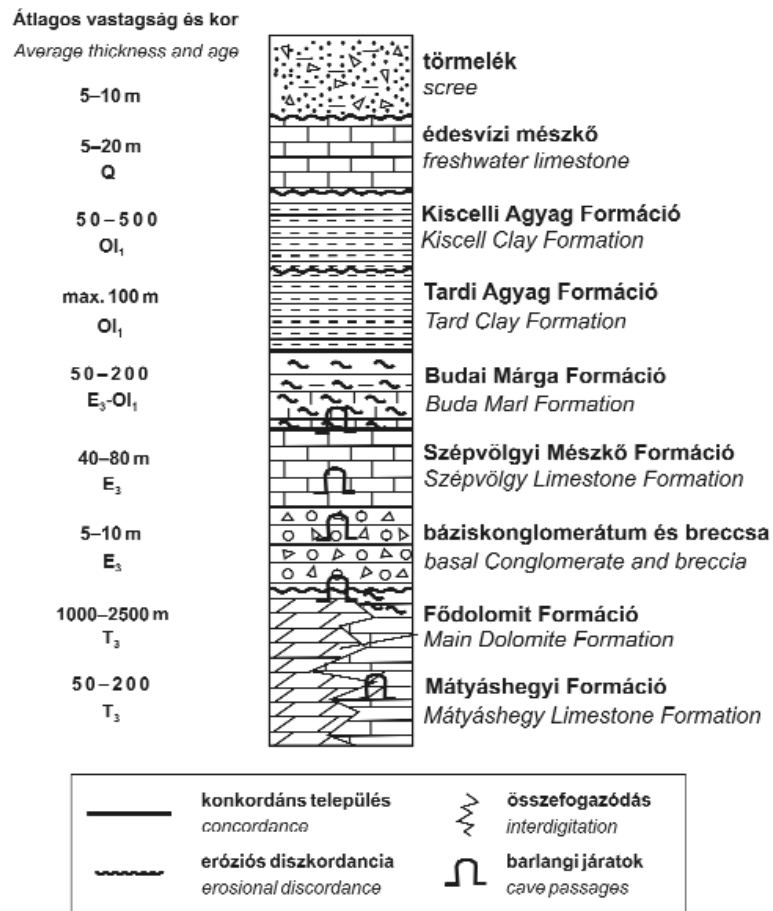 Átlagos vastagság és kor
Average thickness and age
5–10 m
törmelék
scree
5–20 m
Q
édesvízi mészkő
freshwater limestone
50–500
Ol₁
Kiscelli Agyag Formáció
Kiscell Clay Formation
max. 100 m
Ol₁
Tardi Agyag Formáció
Tard Clay Formation
50–200
E₃-Ol₁
Budai Márga Formáció
Buda Marl Formation
40–80 m
E₃
Szépvölgyi Mészkő Formáció
Szépvölgy Limestone Formation
5–10 m
E₃
báziskonglomerátum és breccsa
basal Conglomerate and breccia
1000–2500 m
T₃
Fődolomit Formáció
Main Dolomite Formation
50–200
T₃
Mátyáshegyi Formáció
Mátyáshegy Limestone Formation
konkordáns település
concordance
összefogazódás
interdigitation
eróziós diszkordancia
erosional discordance
barlangi járatok
cave passages